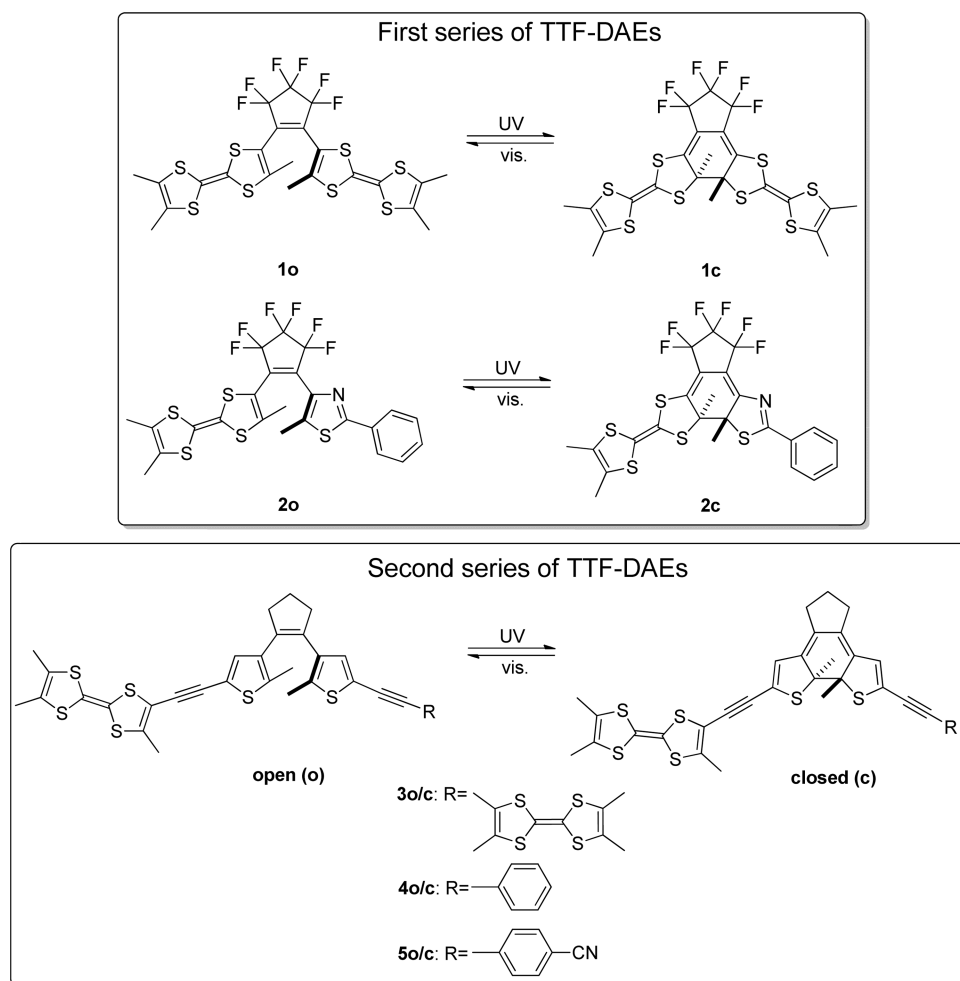 First series of TTF-DAEs
F F
F F
F F
S S S S
S S S S
1o
UV
vis.
F F
F F
F F
S S S S
S S S S
1c
F F
F F
F F
S S N
S S S
2o
UV
vis.
F F
F F
F F
S S N
S S S
2c
Second series of TTF-DAEs
S S S S
S S
R
open (o)
UV
vis.
S S
S S
S S
R
closed (c)
3o/c: R=
S S
S S
4o/c: R=
5o/c: R= CN